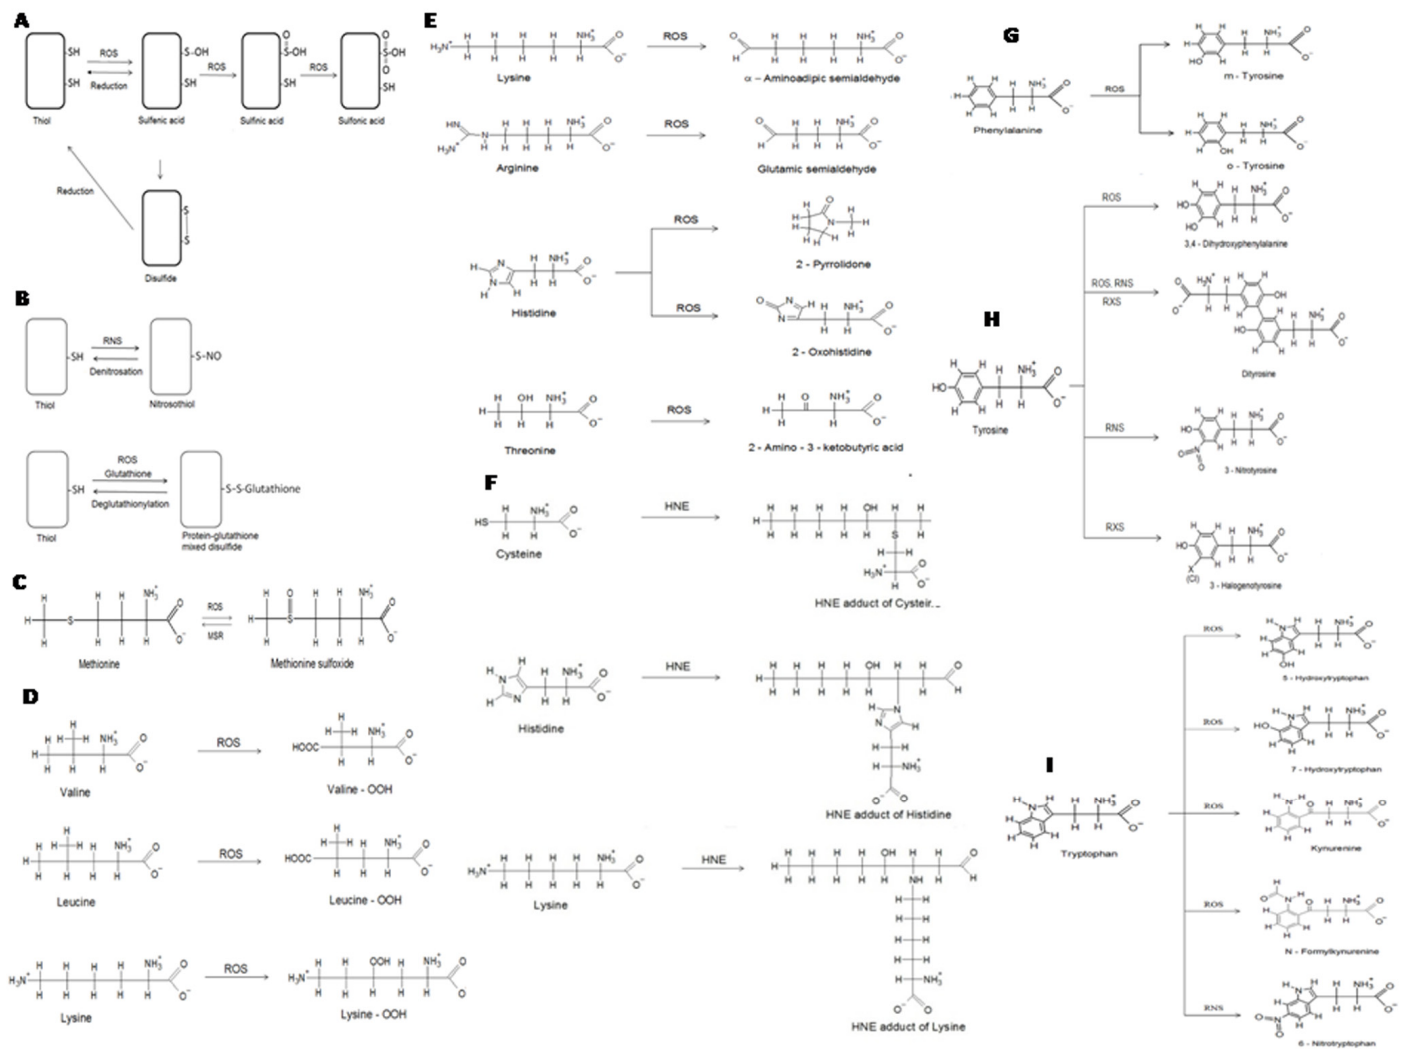 A
SH
SH
Thiol
ROS
Reduction
S-OH
SH
Sulfenic acid
ROS
O
S-OH
SH
Sulfinic acid
ROS
O
S-OH
O
SH
Sulfonic acid
Reduction
S
S
Disulfide
B
SH
Thiol
RNS
Denitrosation
S-NO
Nitrosothiol
SH
Thiol
ROS
Glutathione
Deglutathionylation
S-S-Glutathione
Protein-glutathione
mixed disulfide
C
Methionine
ROS
MSR
Methionine sulfoxide
D
Valine
ROS
HOOC
Valine - OOH
Leucine
ROS
HOOC
Leucine - OOH
Lysine
ROS
OOH
Lysine - OOH
E
Lysine
ROS
α - Aminoadipic semialdehyde
Arginine
ROS
Glutamic semialdehyde
Histidine
ROS
2 - Pyrrolidone
ROS
2 - Oxohistidine
Threonine
ROS
2 - Amino - 3 - ketobutyric acid
F
Cysteine
HNE
HNE adduct of Cysteir...
Histidine
HNE
HNE adduct of Histidine
Lysine
HNE
HNE adduct of Lysine
G
Phenylalanine
ROS
m - Tyrosine
o - Tyrosine
H
Tyrosine
ROS
3,4 - Dihydroxyphenylalanine
ROS, RNS
RXS
Dityrosine
RNS
3 - Nitrotyrosine
RXS
X
(Cl)
3 - Halogenotyrosine
I
Tryptophan
ROS
5 - Hydroxytryptophan
ROS
7 - Hydroxytryptophan
ROS
Kynurenine
ROS
N - Formylkynurenine
RNS
6 - Nitrotryptophan